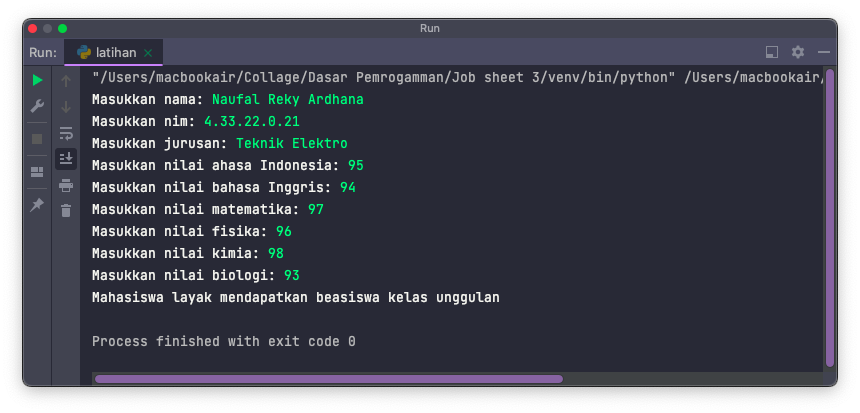 Run
Run: latihan
"/Users/macbookair/Collage/Dasar Pemrogamman/Job sheet 3/venv/bin/python" /Users/macbookair/
Masukkan nama: Naufal Reky Ardhana
Masukkan nim: 4.33.22.0.21
Masukkan jurusan: Teknik Elektro
Masukkan nilai ahasa Indonesia: 95
Masukkan nilai bahasa Inggris: 94
Masukkan nilai matematika: 97
Masukkan nilai fisika: 96
Masukkan nilai kimia: 98
Masukkan nilai biologi: 93
Mahasiswa layak mendapatkan beasiswa kelas unggulan
Process finished with exit code 0